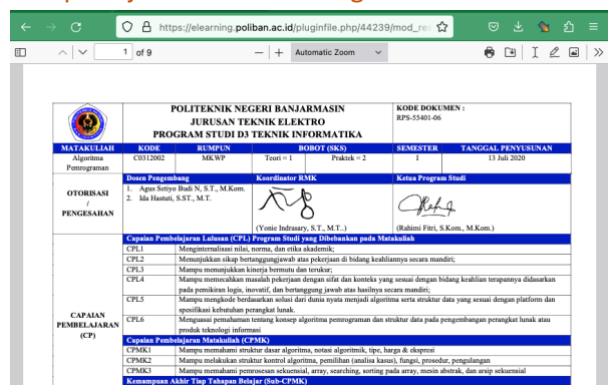 https://elearning.poliban.ac.id/pluginfile.php/44239/mod_re
1 of 9
Automatic Zoom
POLITEKNIK NEGERI BANJARMASIN
JURUSAN TEKNIK ELEKTRO
PROGRAM STUDI D3 TEKNIK INFORMATIKA
KODE DOKUMEN :
RPS-55401-06
MATAKULIAH KODE RUMPUN BOBOT (SKS) SEMESTER TANGGAL PENYUSUNAN
Algoritma Pemrograman C0312002 MKWP Teori = 1 Praktek = 2 I 13 Juli 2020
OTORISASI / PENGESAHAN
Dosen Pengembang Koordinator RMK Ketua Program Studi
1. Agus Setiyo Budi N, S.T., M.Kom.
2. Ida Hastuti, S.ST., M.T.
(Yonie Indrasary, S.T., M.T..) (Rahimi Fitri, S.Kom., M.Kom.)
CAPAIAN PEMBELAJARAN (CP)
Capaian Pembelajaran Lulusan (CPL) Program Studi yang Dibebankan pada Matakuliah
CPL1 Menginternalisasi nilai, norma, dan etika akademik;
CPL2 Menunjukkan sikap bertanggungjawab atas pekerjaan di bidang keahliannya secara mandiri;
CPL3 Mampu menunjukkan kinerja bermutu dan terukur;
CPL4 Mampu memecahkan masalah pekerjaan dengan sifat dan konteks yang sesuai dengan bidang keahlian terapannya didasarkan
pada pemikiran logis, inovatif, dan bertanggung jawab atas hasilnya secara mandiri;
CPL5 Mampu mengkode berdasarkan solusi dari dunia nyata menjadi algoritma serta struktur data yang sesuai dengan platform dan
spesifikasi kebutuhan perangkat lunak.
CPL6 Menguasai pemahaman tentang konsep algoritma pemrograman dan struktur data pada pengembangan perangkat lunak atau
produk teknologi informasi
Capaian Pembelajaran Matakuliah (CPMK)
CPMK1 Mampu memahami struktur dasar algoritma, notasi algoritmik, tipe, harga & ekspresi
CPMK2 Mampu melakukan struktur kontrol algoritma, pemilihan (analisa kasus), fungsi, prosedur, pengulangan
CPMK3 Mampu memahami pemrosesan sekuensial, array, searching, sorting pada array, mesin abstrak, dan arsip sekuensial
Kemampuan Akhir Tiap Tahapan Belajar (Sub-CPMK)